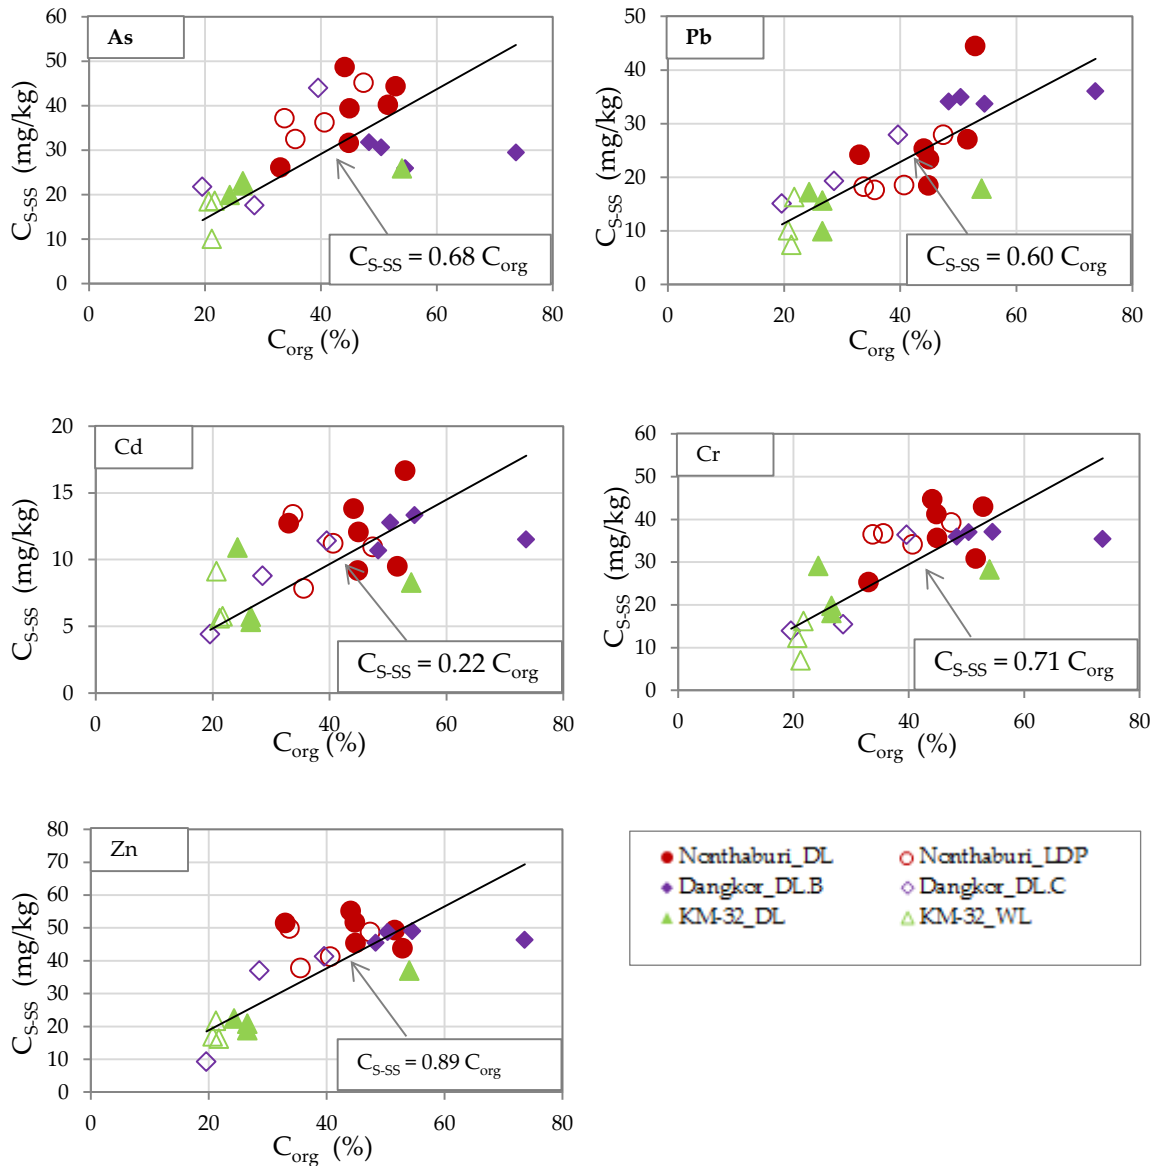 As
60
50
40
30
20
10
0
C_S-SS (mg/kg)
C_S-SS = 0.68 C_org
0 20 40 60 80
C_org (%)
Pb
50
40
30
20
10
0
C_S-SS (mg/kg)
C_S-SS = 0.60 C_org
0 20 40 60 80
C_org (%)
Cd
20
15
10
5
0
C_S-SS (mg/kg)
C_S-SS = 0.22 C_org
0 20 40 60 80
C_org (%)
Cr
60
50
40
30
20
10
0
C_S-SS (mg/kg)
C_S-SS = 0.71 C_org
0 20 40 60 80
C_org (%)
Zn
80
70
60
50
40
30
20
10
0
C_S-SS (mg/kg)
C_S-SS = 0.89 C_org
0 20 40 60 80
C_org (%)
Nonthaburi_DL Nonthaburi_LDP
Dangkor_DL.B Dangkor_DL.C
KM-32_DL KM-32_WL